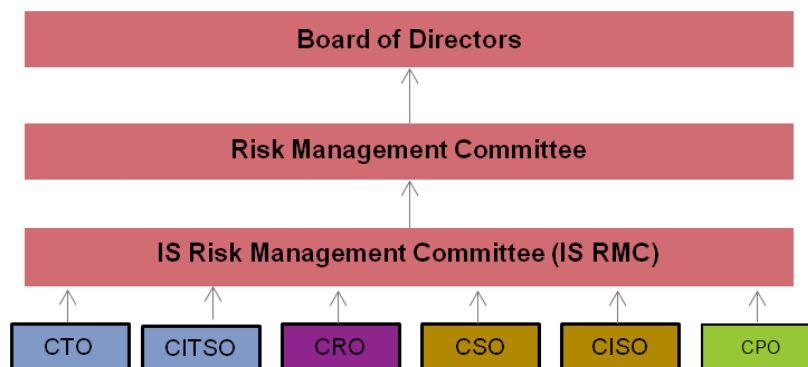 Board of Directors
Risk Management Committee
IS Risk Management Committee (IS RMC)
CTO
CITSO
CRO
CSO
CISO
CPO